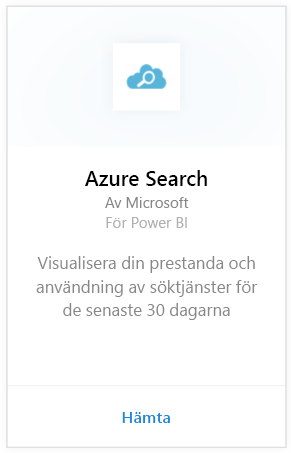 Azure Search
Av Microsoft
För Power BI
Visualisera din prestanda och
användning av söktjänster för
de senaste 30 dagarna
Hämta